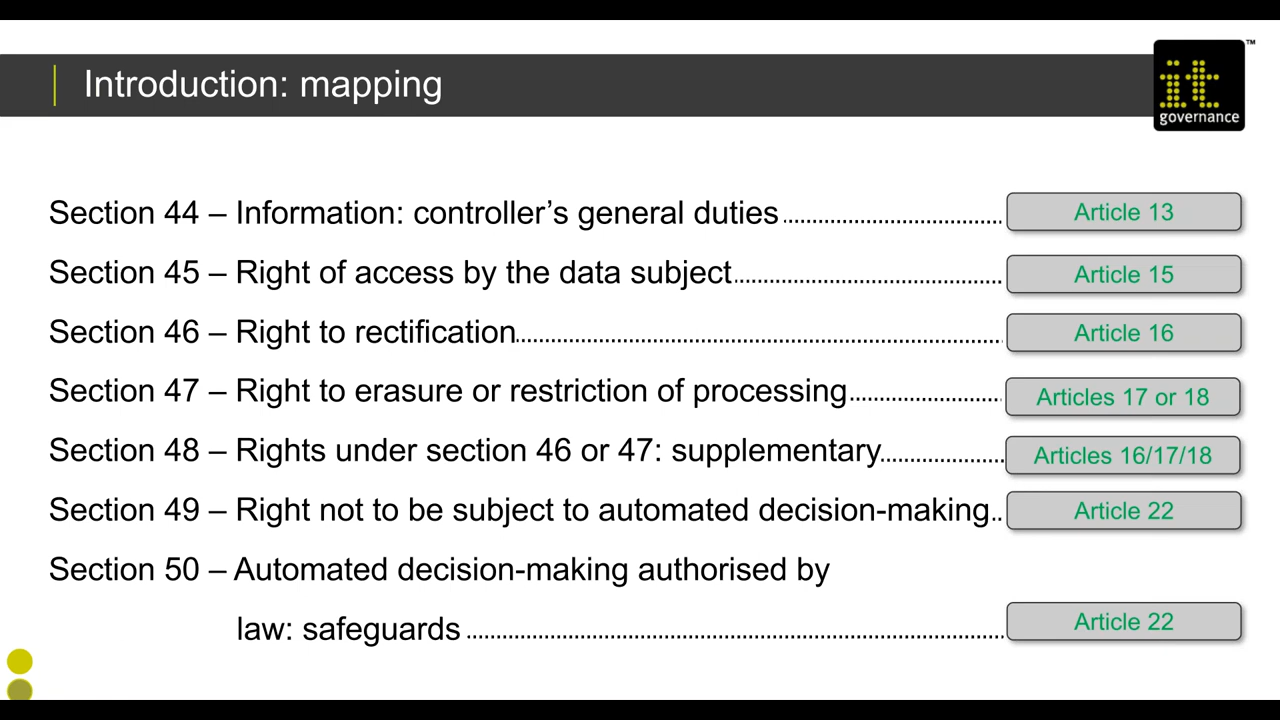 Introduction: mapping
it
governance
™
Section 44 – Information: controller’s general duties ........ Article 13
Section 45 – Right of access by the data subject ........ Article 15
Section 46 – Right to rectification ........ Article 16
Section 47 – Right to erasure or restriction of processing ........ Articles 17 or 18
Section 48 – Rights under section 46 or 47: supplementary ........ Articles 16/17/18
Section 49 – Right not to be subject to automated decision-making .. Article 22
Section 50 – Automated decision-making authorised by
law: safeguards ........ Article 22